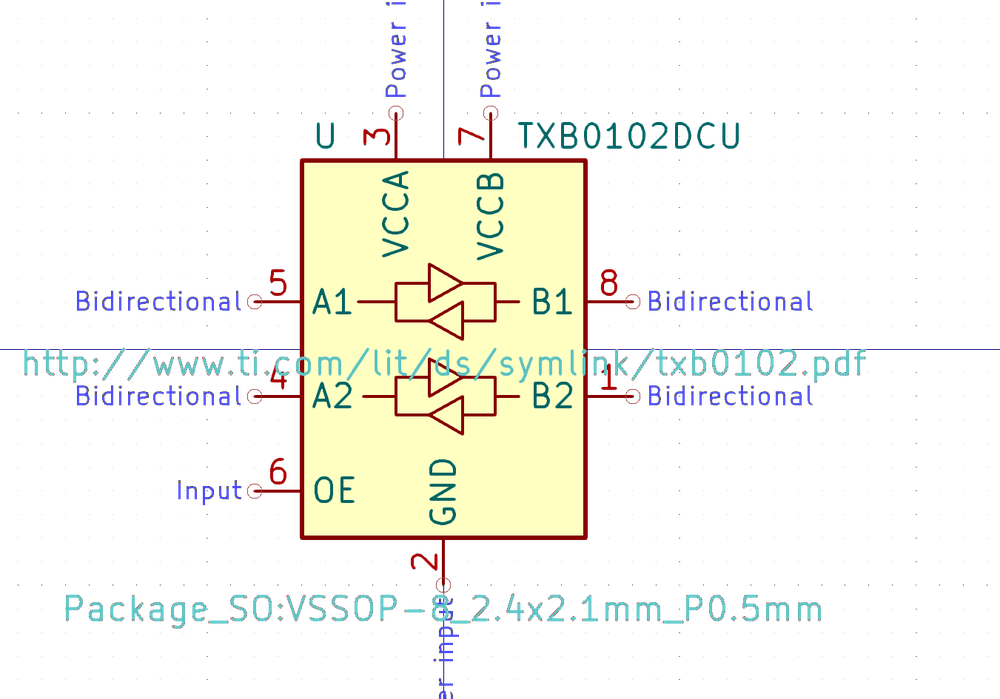 Power i
Power i
U
3
7
TXB0102DCU
VCCA
VCCB
Bidirectional
5
A1
B1
8
Bidirectional
http://www.ti.com/lit/ds/symlink/txb0102.pdf
Bidirectional
4
A2
B2
1
Bidirectional
Input
6
OE
GND
2
Package_SO:VSSOP-8_2.4x2.1mm_P0.5mm
er input